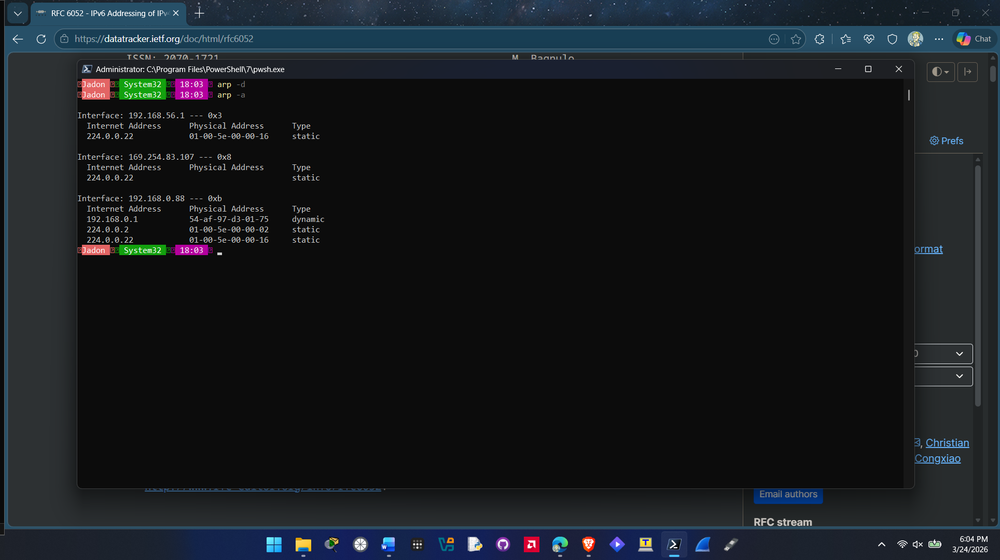 RFC 6052 - IPv6 Addressing of IPv4
https://datatracker.ietf.org/doc/html/rfc6052
Chat
ISSN: 2070-1721 M. Bagnulo
Administrator: C:\Program Files\PowerShell\7\pwsh.exe
Jadon System32 18:03 arp -d
Jadon System32 18:03 arp -a
Interface: 192.168.56.1 --- 0x3
Internet Address Physical Address Type
224.0.0.22 01-00-5e-00-00-16 static
Interface: 169.254.83.107 --- 0x8
Internet Address Physical Address Type
224.0.0.22 static
Interface: 192.168.0.88 --- 0xb
Internet Address Physical Address Type
192.168.0.1 54-af-97-d3-01-75 dynamic
224.0.0.2 01-00-5e-00-00-02 static
224.0.0.22 01-00-5e-00-00-16 static
Jadon System32 18:03
Prefs
ormat
, Christian
Congxiao
Email authors
RFC stream
6:04 PM
3/24/2026